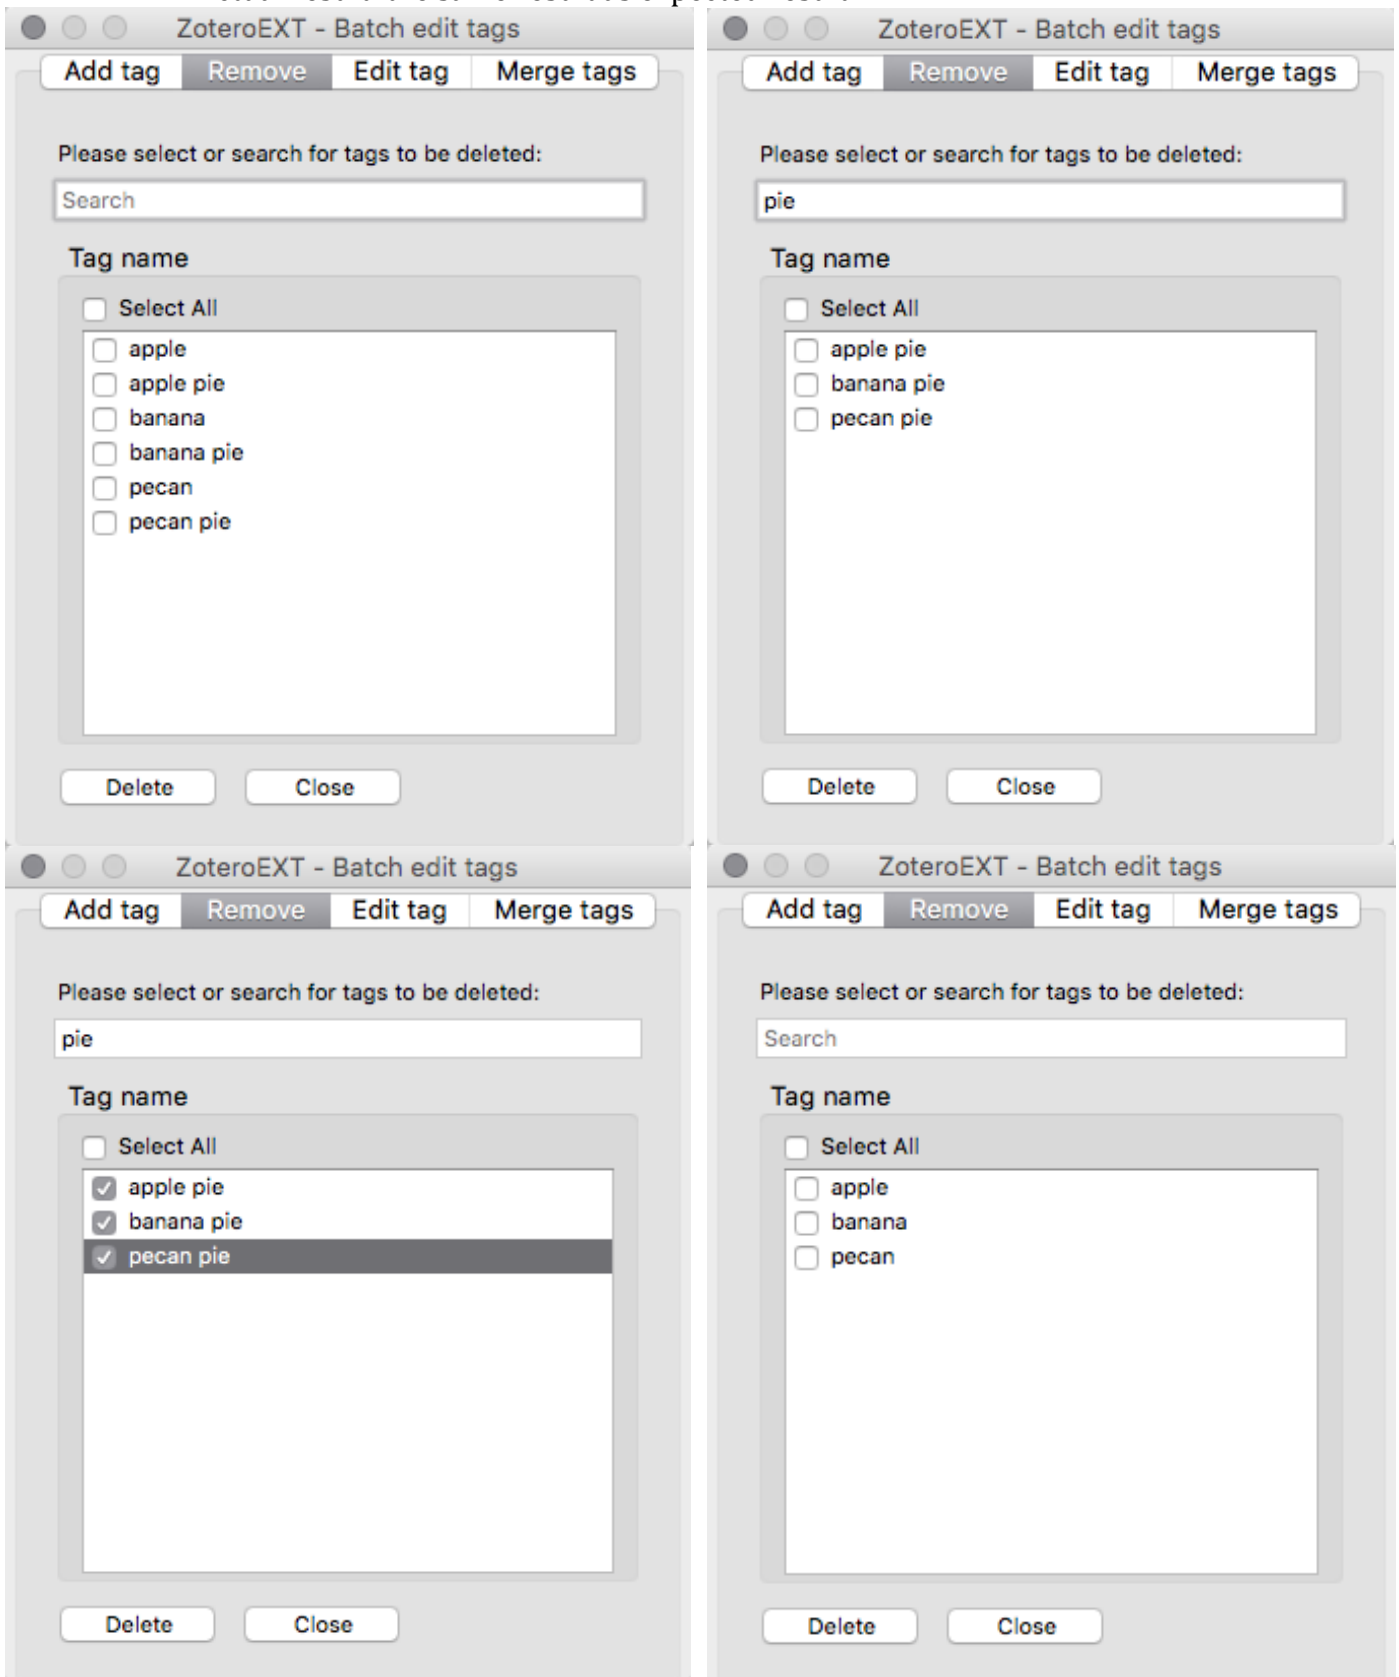 ZoteroEXT - Batch edit tags
Add tag Remove Edit tag Merge tags
Please select or search for tags to be deleted:
Search
Tag name
Select All
apple
apple pie
banana
banana pie
pecan
pecan pie
Delete Close
ZoteroEXT - Batch edit tags
Add tag Remove Edit tag Merge tags
Please select or search for tags to be deleted:
pie
Tag name
Select All
apple pie
banana pie
pecan pie
Delete Close
ZoteroEXT - Batch edit tags
Add tag Remove Edit tag Merge tags
Please select or search for tags to be deleted:
pie
Tag name
Select All
apple pie
banana pie
pecan pie
Delete Close
ZoteroEXT - Batch edit tags
Add tag Remove Edit tag Merge tags
Please select or search for tags to be deleted:
Search
Tag name
Select All
apple
banana
pecan
Delete Close